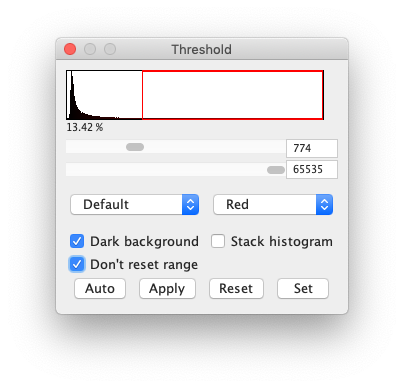 Threshold
13.42 %
774
65535
Default Red
Dark background Stack histogram
Don't reset range
Auto Apply Reset Set